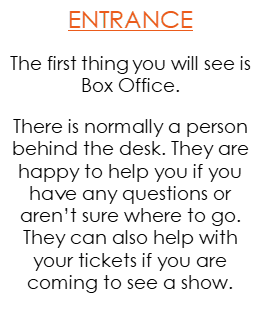 ENTRANCE
The first thing you will see is
Box Office.
There is normally a person
behind the desk. They are
happy to help you if you
have any questions or
aren’t sure where to go.
They can also help with
your tickets if you are
coming to see a show.